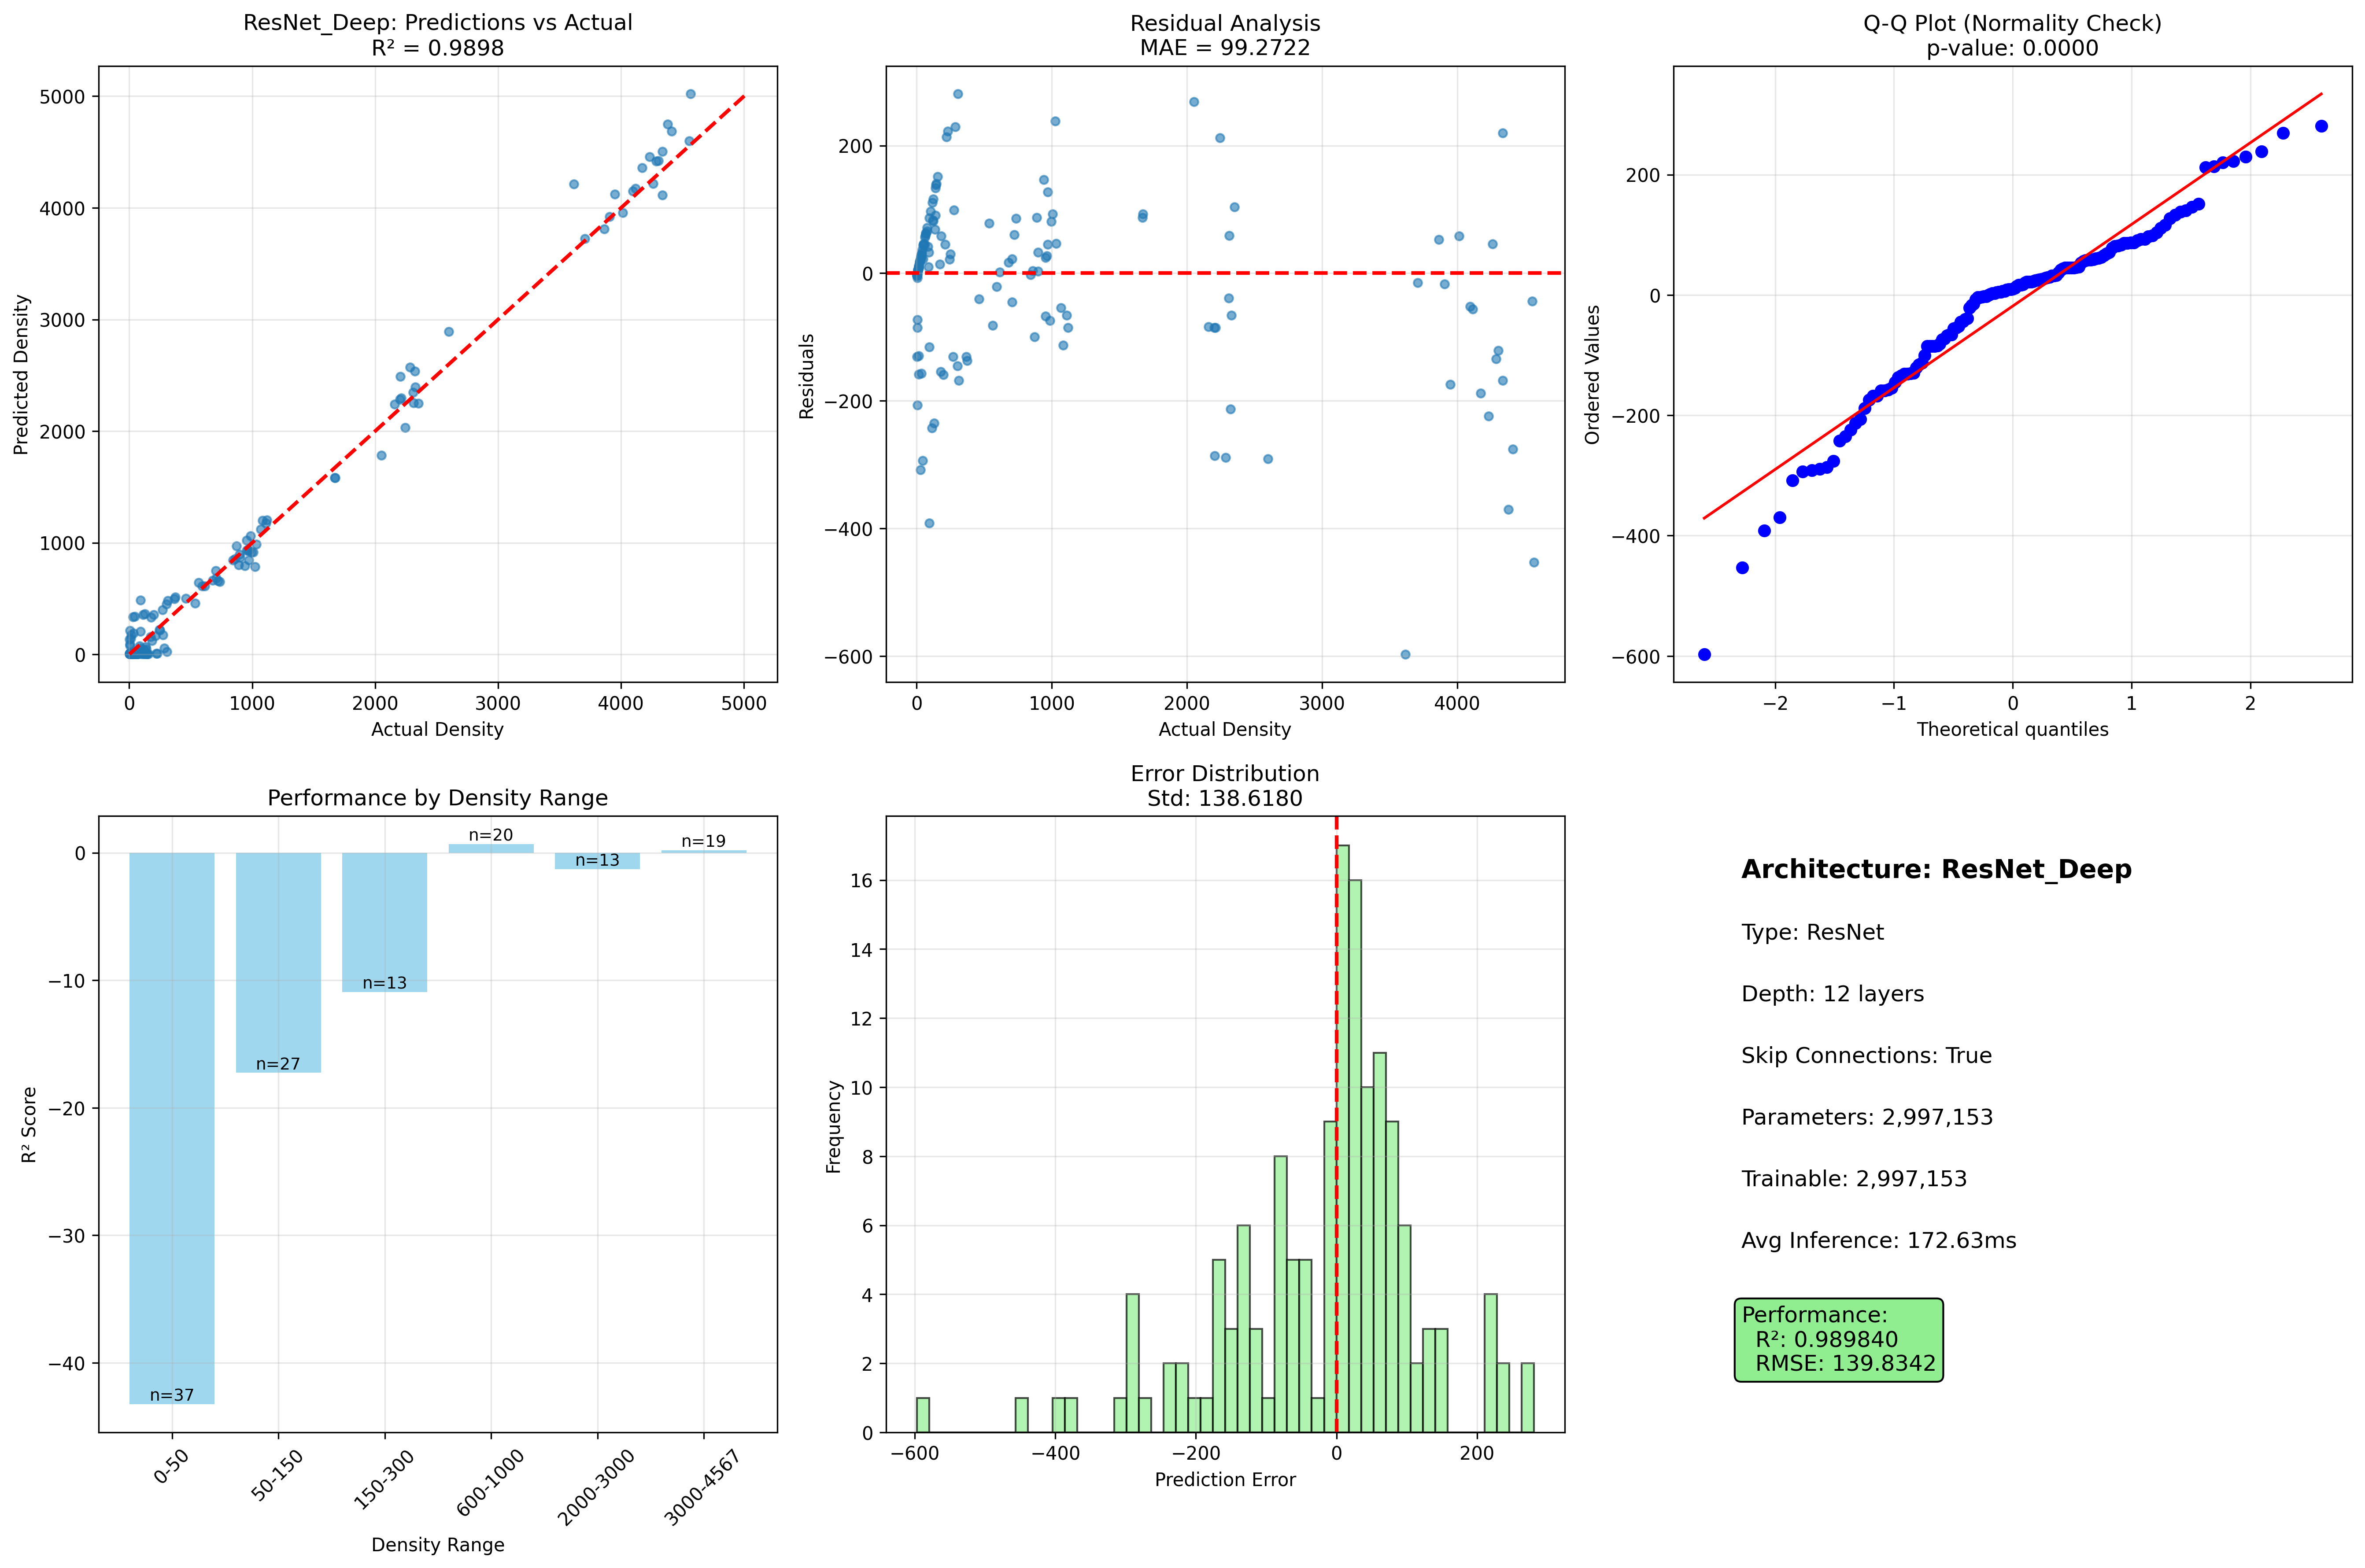 ResNet_Deep: Predictions vs Actual
R² = 0.9898
Predicted Density
5000
4000
3000
2000
1000
0
0 1000 2000 3000 4000 5000
Actual Density
Residual Analysis
MAE = 99.2722
Residuals
200
0
−200
−400
−600
0 1000 2000 3000 4000
Actual Density
Q-Q Plot (Normality Check)
p-value: 0.0000
Ordered Values
200
0
−200
−400
−600
−2 −1 0 1 2
Theoretical quantiles
Performance by Density Range
R² Score
0
−10
−20
−30
−40
n=37
n=27
n=13
n=20
n=13
n=19
0-50
50-150
150-300
600-1000
2000-3000
3000-4567
Density Range
Error Distribution
Std: 138.6180
Frequency
16
14
12
10
8
6
4
2
0
−600 −400 −200 0 200
Prediction Error
Architecture: ResNet_Deep
Type: ResNet
Depth: 12 layers
Skip Connections: True
Parameters: 2,997,153
Trainable: 2,997,153
Avg Inference: 172.63ms
Performance:
R²: 0.989840
RMSE: 139.8342